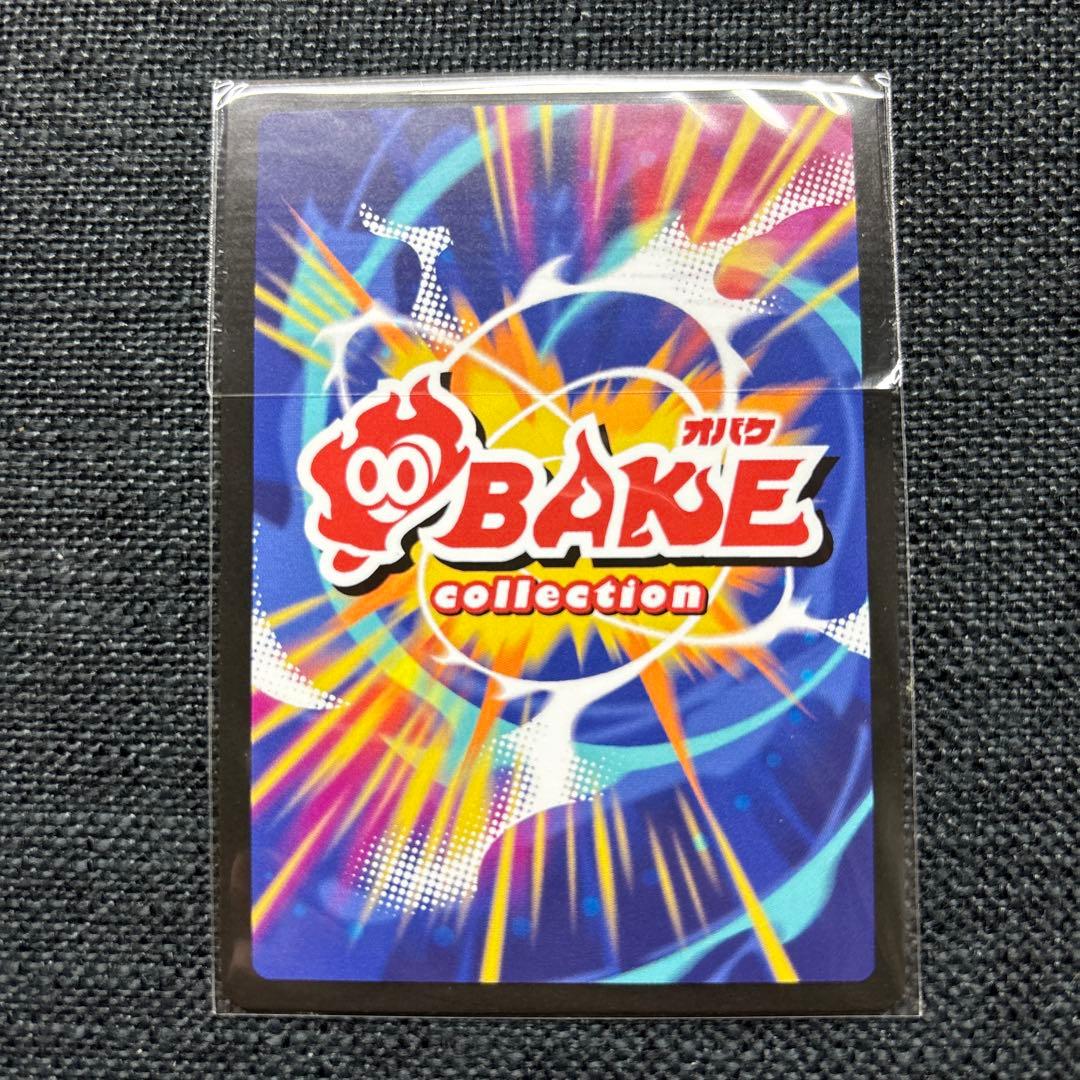 オバケ
OBAKE
collection